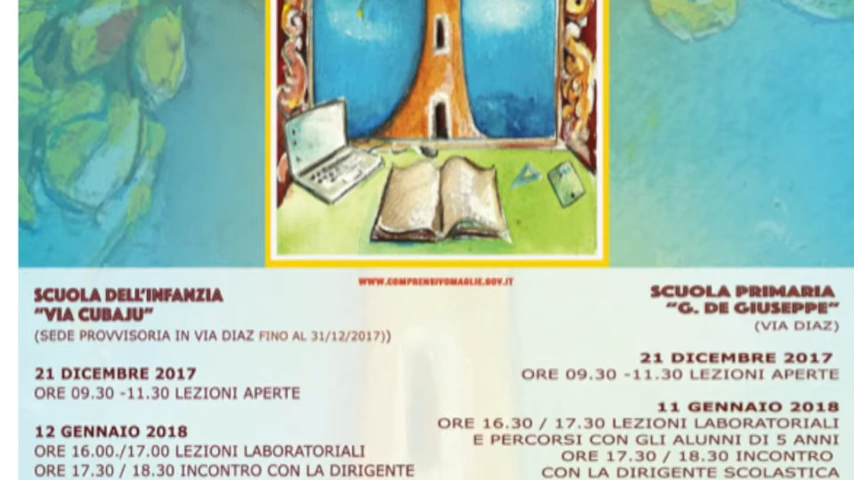 WWW.COMPRENSIVOMAGLIE.GOV.IT
SCUOLA DELL'INFANZIA
"VIA CUBAJU"
(SEDE PROVVISORIA IN VIA DIAZ FINO AL 31/12/2017))
21 DICEMBRE 2017
ORE 09.30 -11.30 LEZIONI APERTE
12 GENNAIO 2018
ORE 16.00./17.00 LEZIONI LABORATORIALI
ORE 17.30 / 18.30 INCONTRO CON LA DIRIGENTE
SCUOLA PRIMARIA
"G. DE GIUSEPPE"
(VIA DIAZ)
21 DICEMBRE 2017
ORE 09.30 -11.30 LEZIONI APERTE
11 GENNAIO 2018
ORE 16.30 / 17.30 LEZIONI LABORATORIALI
E PERCORSI CON GLI ALUNNI DI 5 ANNI
ORE 17.30 / 18.30 INCONTRO
CON LA DIRIGENTE SCOLASTICA